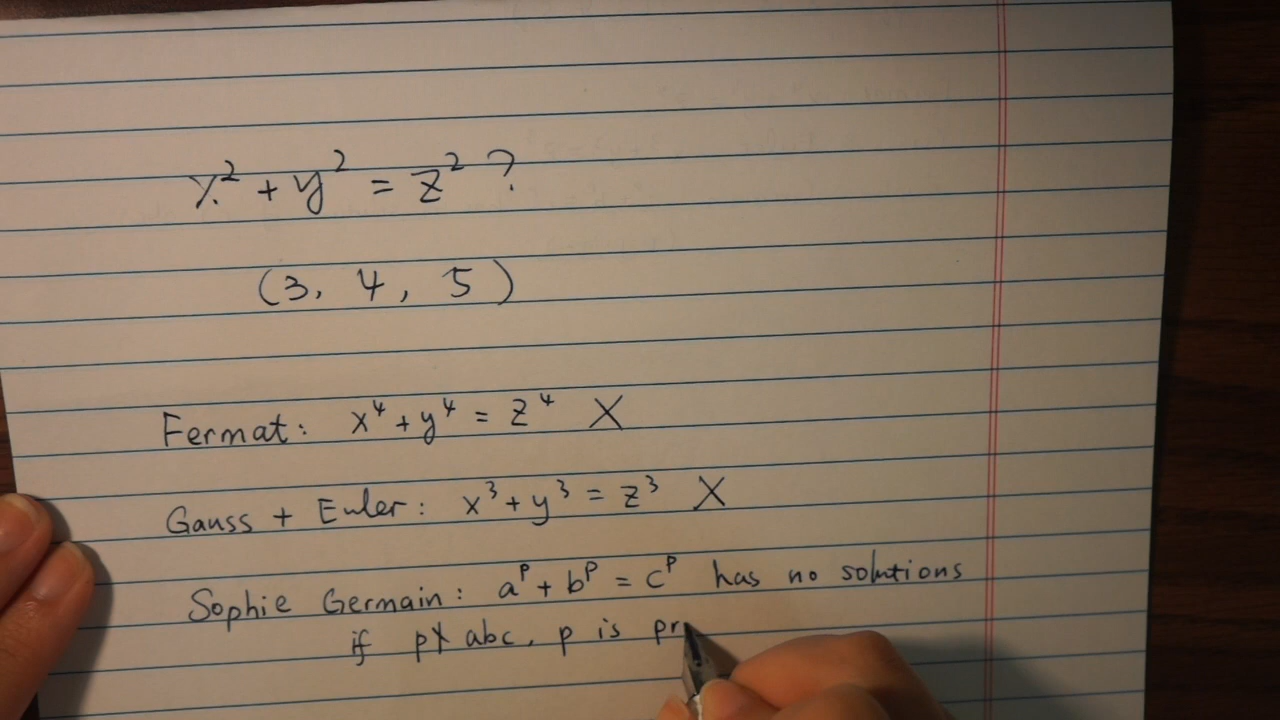 x² + y² = z² ?
(3, 4, 5)
Fermat: x⁴ + y⁴ = z⁴ X
Gauss + Euler: x³ + y³ = z³ X
Sophie Germain: aᵖ + bᵖ = cᵖ has no solutions
if p∤abc, p is pr